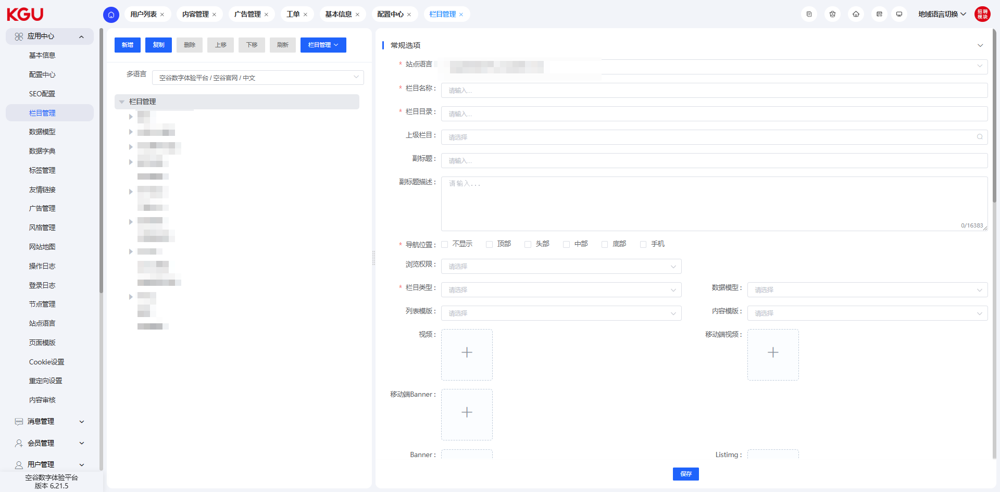 KGU
用户列表 ×
内容管理 ×
广告管理 ×
工单 ×
基本信息 ×
配置中心 ×
栏目管理 ×
地域语言切换
招聘
模块
应用中心
基本信息
配置中心
SEO配置
栏目管理
数据模型
数据字典
标签管理
友情链接
广告管理
风格管理
网站地图
操作日志
登录日志
节点管理
站点语言
页面模版
Cookie设置
重定向设置
内容审核
消息管理
会员管理
用户管理
空谷数字体验平台
版本 6.21.5
新增
复制
删除
上移
下移
刷新
栏目管理
多语言
空谷数字体验平台 / 空谷官网 / 中文
栏目管理
常规选项
* 站点语言
* 栏目名称：
请输入...
* 栏目目录：
请输入...
上级栏目：
请选择
副标题：
请输入...
副标题描述：
请输入...
0/16383
* 导航位置：
不显示
顶部
头部
中部
底部
手机
浏览权限：
请选择
* 栏目类型：
请选择
数据模型：
请选择
列表模版：
请选择
内容模版：
请选择
视频：
移动端视频：
移动端Banner：
Banner：
Listimg：
保存